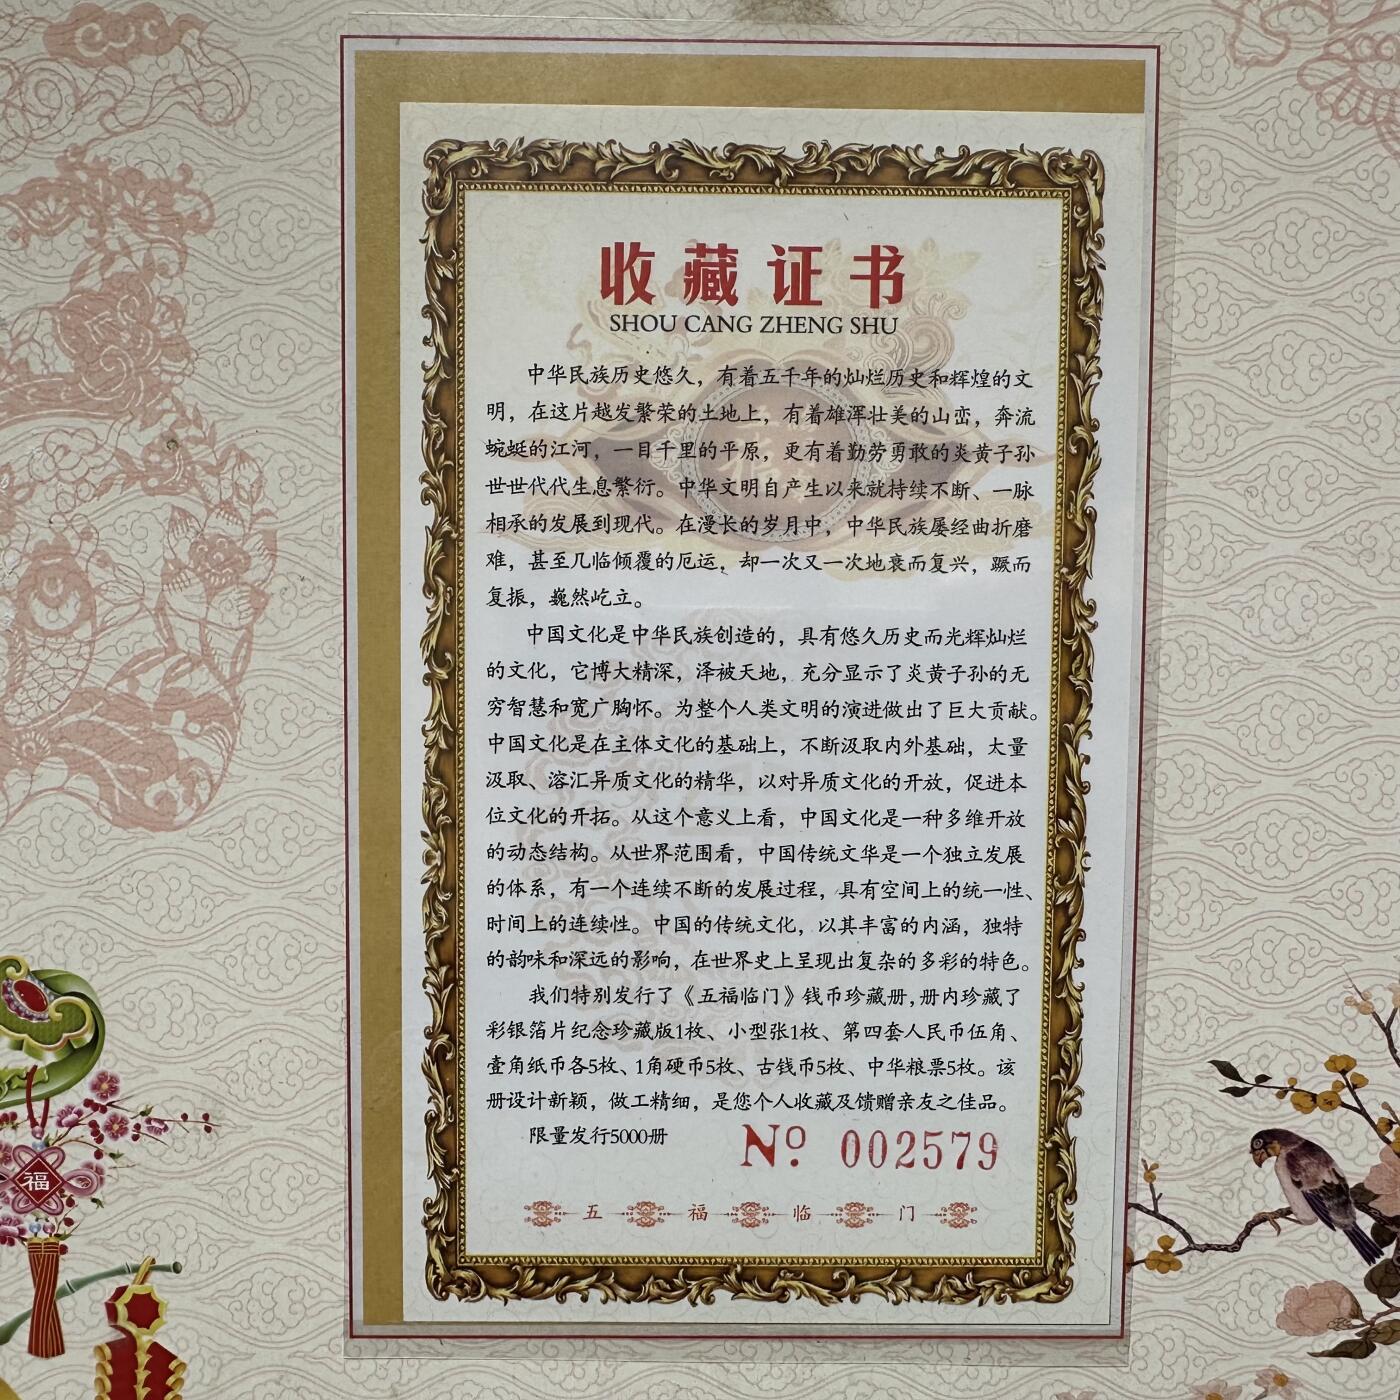 收藏证书
SHOU CANG ZHENG SHU
中华民族历史悠久，有着五千年的灿烂历史和辉煌的文
明，在这片越发繁荣的土地上，有着雄浑壮美的山峦，奔流
蜿蜒的江河，一目千里的平原，更有着勤劳勇敢的炎黄子孙
世世代代生息繁衍。中华文明自产生以来就持续不断、一脉
相承的发展到现代。在漫长的岁月中，中华民族屡经曲折磨
难，甚至几临倾覆的厄运，却一次又一次地衰而复兴，蹶而
复振，巍然屹立。
中国文化是中华民族创造的，具有悠久历史而光辉灿烂
的文化，它博大精深，泽被天地，充分显示了炎黄子孙的无
穷智慧和宽广胸怀。为整个人类文明的演进做出了巨大贡献。
中国文化是在主体文化的基础上，不断汲取内外基础，太量
汲取、溶汇异质文化的精华，以对异质文化的开放，促进本
位文化的开拓。从这个意义上看，中国文化是一种多维开放
的动态结构。从世界范围看，中国传统文华是一个独立发展
的体系，有一个连续不断的发展过程，具有空间上的统一性、
时间上的连续性。中国的传统文化，以其丰富的内涵，独特
的韵味和深远的影响，在世界史上呈现出复杂的多彩的特色。
我们特别发行了《五福临门》钱币珍藏册，册内珍藏了
彩银箔片纪念珍藏版1枚、小型张1枚、第四套人民币伍角、
壹角纸币各5枚、1角硬币5枚、古钱币5枚、中华粮票5枚。该
册设计新颖，做工精细，是您个人收藏及馈赠亲友之佳品。
限量发行5000册 No 002579
五 福 临 门
福